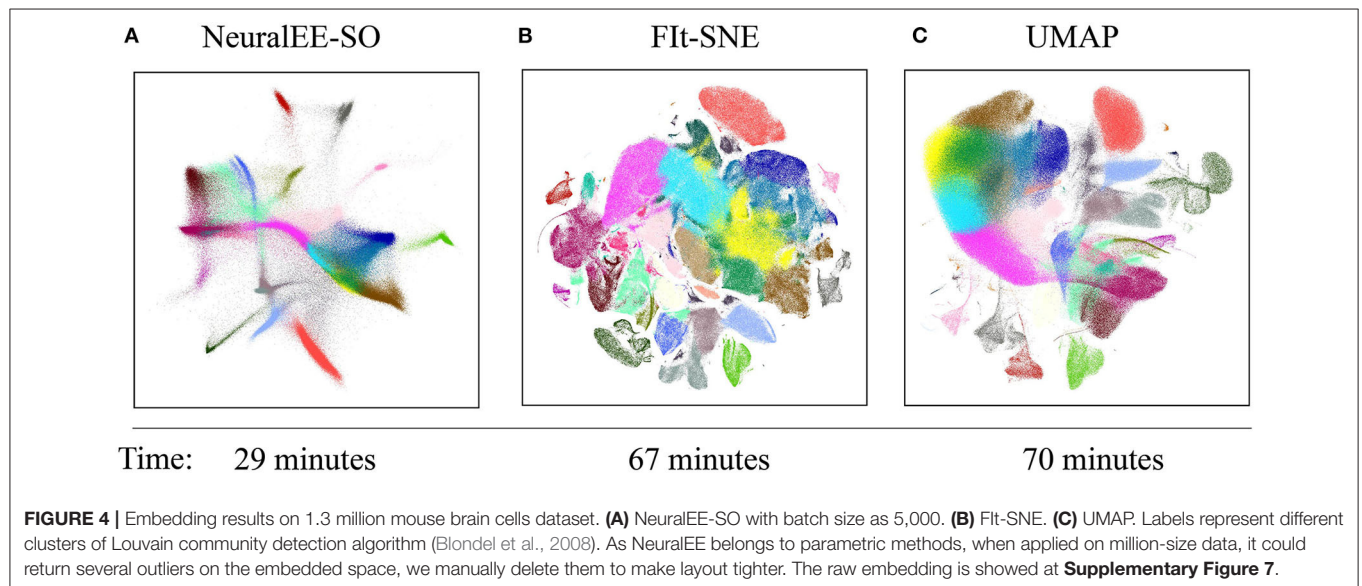 A NeuralEE-SO B FIt-SNE C UMAP
Time: 29 minutes 67 minutes 70 minutes
FIGURE 4 | Embedding results on 1.3 million mouse brain cells dataset. (A) NeuralEE-SO with batch size as 5,000. (B) FIt-SNE. (C) UMAP. Labels represent different
clusters of Louvain community detection algorithm (Blondel et al., 2008). As NeuralEE belongs to parametric methods, when applied on million-size data, it could
return several outliers on the embedded space, we manually delete them to make layout tighter. The raw embedding is showed at Supplementary Figure 7.